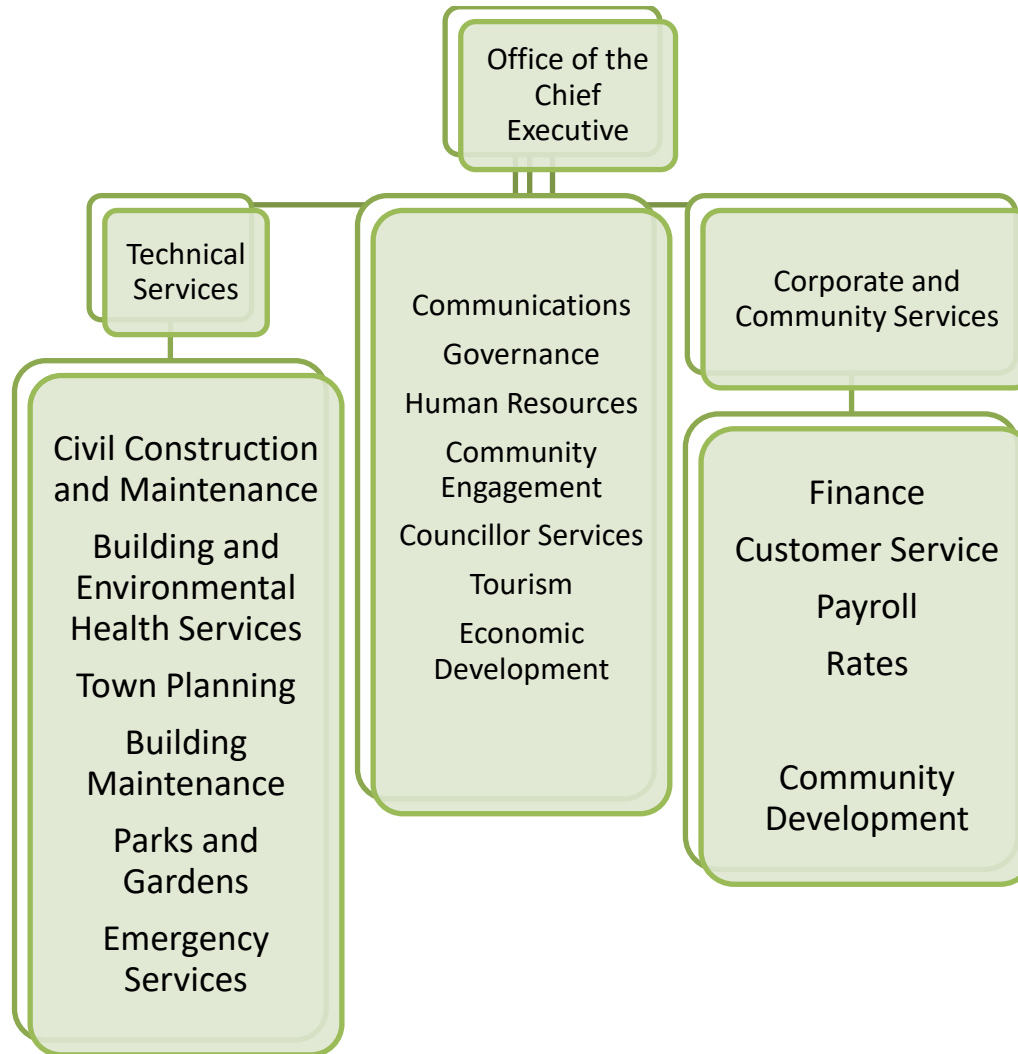 Office of the
Chief
Executive
Technical
Services
Civil Construction
and Maintenance
Building and
Environmental
Health Services
Town Planning
Building
Maintenance
Parks and
Gardens
Emergency
Services
Communications
Governance
Human Resources
Community
Engagement
Councillor Services
Tourism
Economic
Development
Corporate and
Community Services
Finance
Customer Service
Payroll
Rates
Community
Development